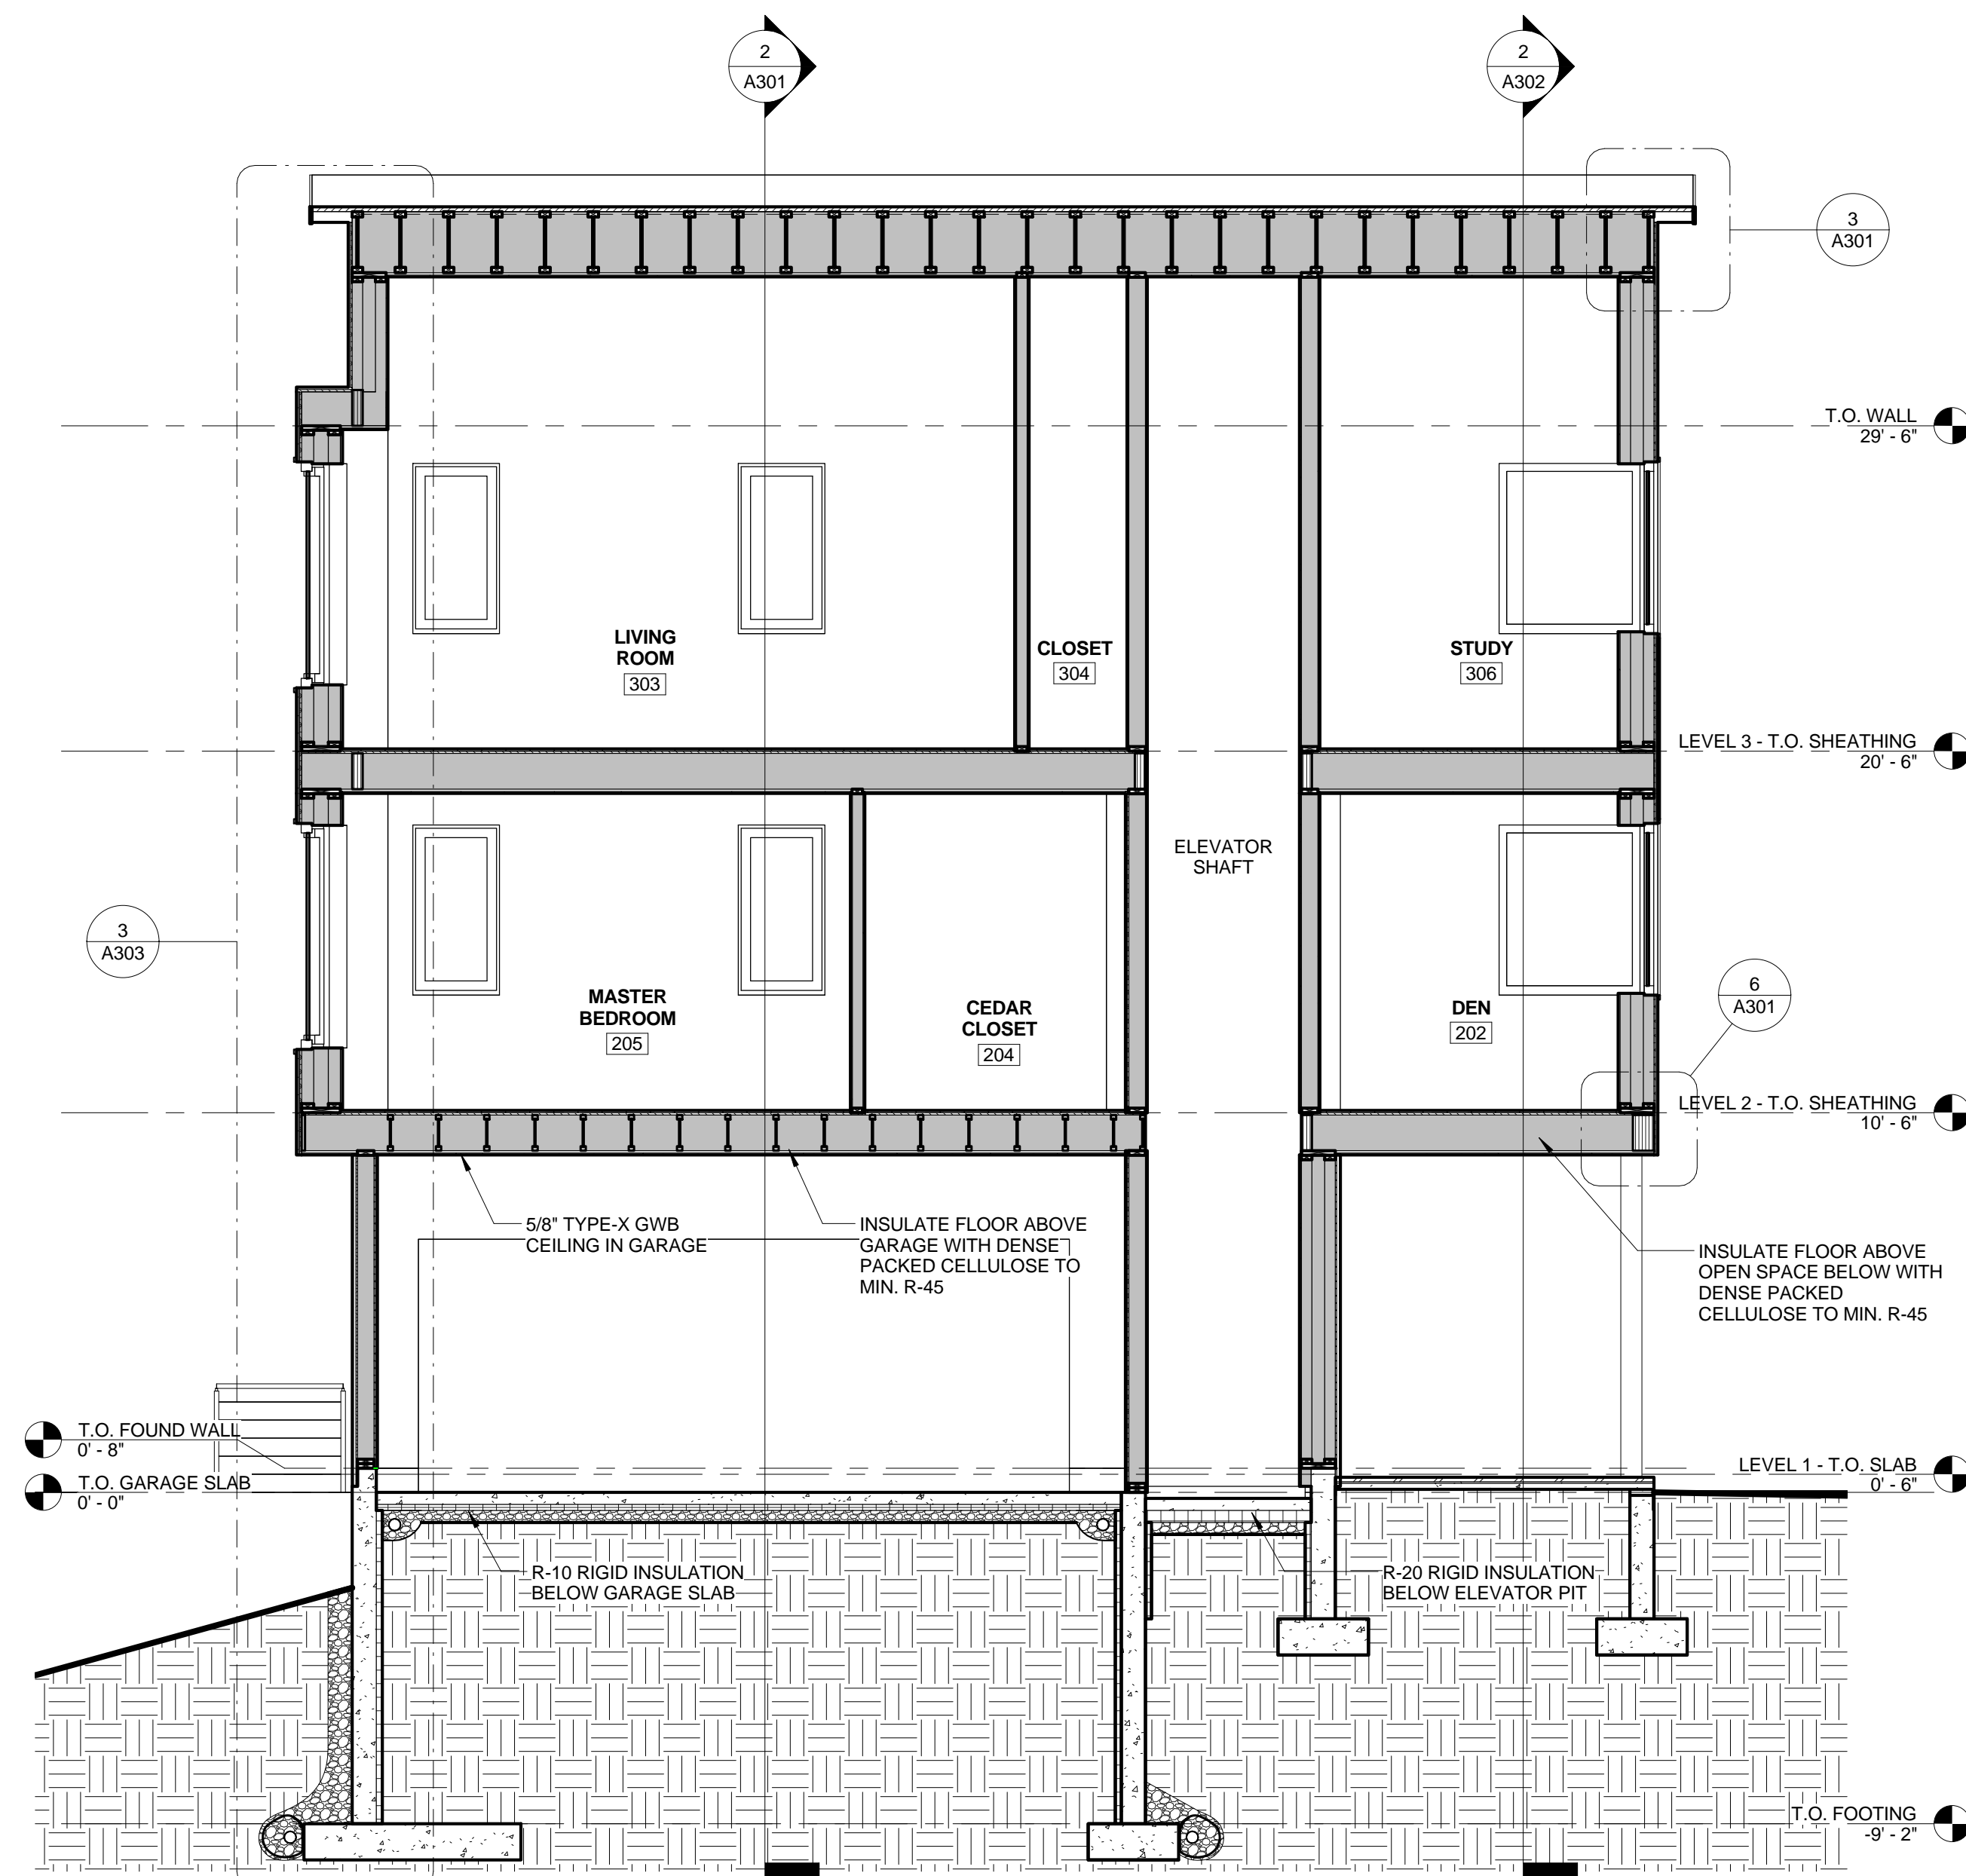 2
A301
2
A302
3
A301
T.O. WALL
29' - 6"
LIVING
ROOM
303
CLOSET
304
STUDY
306
LEVEL 3 - T.O. SHEATHING
20' - 6"
ELEVATOR
SHAFT
3
A303
MASTER
BEDROOM
205
CEDAR
CLOSET
204
DEN
202
6
A301
LEVEL 2 - T.O. SHEATHING
10' - 6"
5/8" TYPE-X GWB
CEILING IN GARAGE
INSULATE FLOOR ABOVE
GARAGE WITH DENSE
PACKED CELLULOSE TO
MIN. R-45
INSULATE FLOOR ABOVE
OPEN SPACE BELOW WITH
DENSE PACKED
CELLULOSE TO MIN. R-45
T.O. FOUND WALL
0' - 8"
T.O. GARAGE SLAB
0' - 0"
LEVEL 1 - T.O. SLAB
0' - 6"
R-10 RIGID INSULATION
BELOW GARAGE SLAB
R-20 RIGID INSULATION
BELOW ELEVATOR PIT
T.O. FOOTING
-9' - 2"